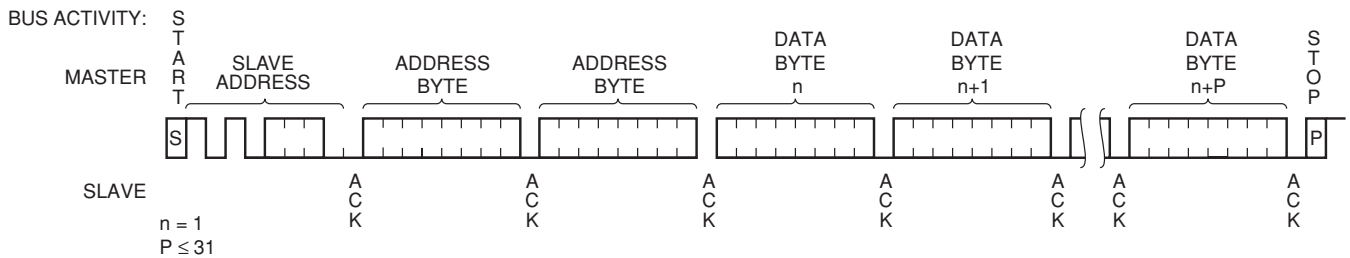 BUS ACTIVITY:
MASTER
START
SLAVE
ADDRESS
ADDRESS
BYTE
ADDRESS
BYTE
DATA
BYTE
n
DATA
BYTE
n+1
DATA
BYTE
n+P
STOP
S
P
SLAVE
ACK
ACK
ACK
ACK
ACK
ACK
ACK
n = 1
P ≤ 31